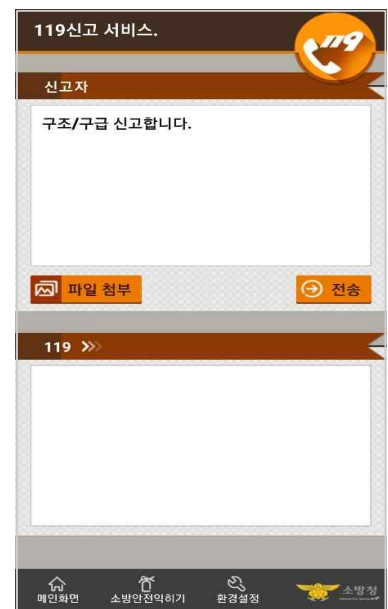 119신고 서비스.
119
신고자
구조/구급 신고합니다.
파일 첨부
전송
119
메인화면
소방안전익히기
환경설정
소방청